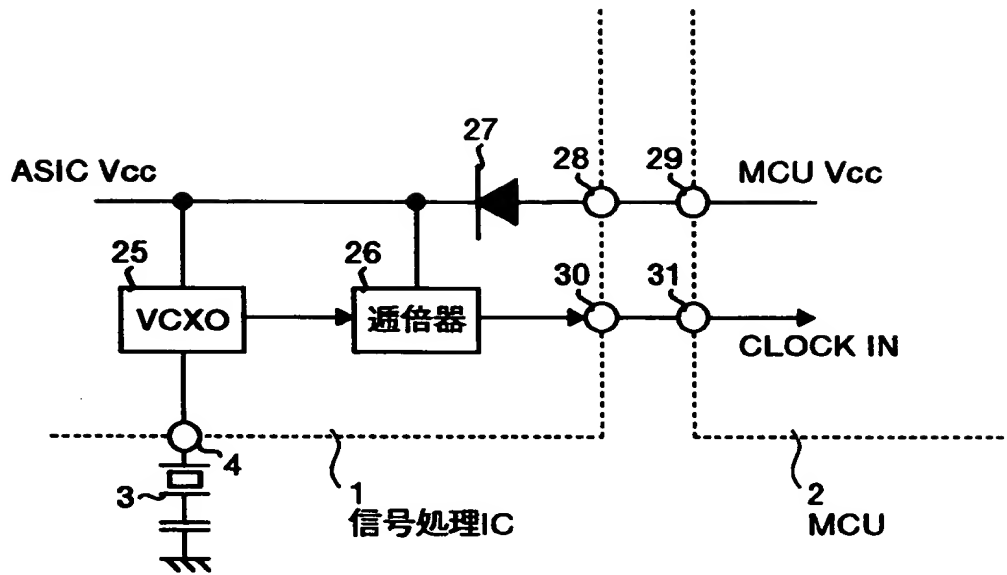 27
ASIC Vcc
28
29
MCU Vcc
25
26
30
31
VCXO
逓倍器
CLOCK IN
4
3
1
信号処理IC
2
MCU